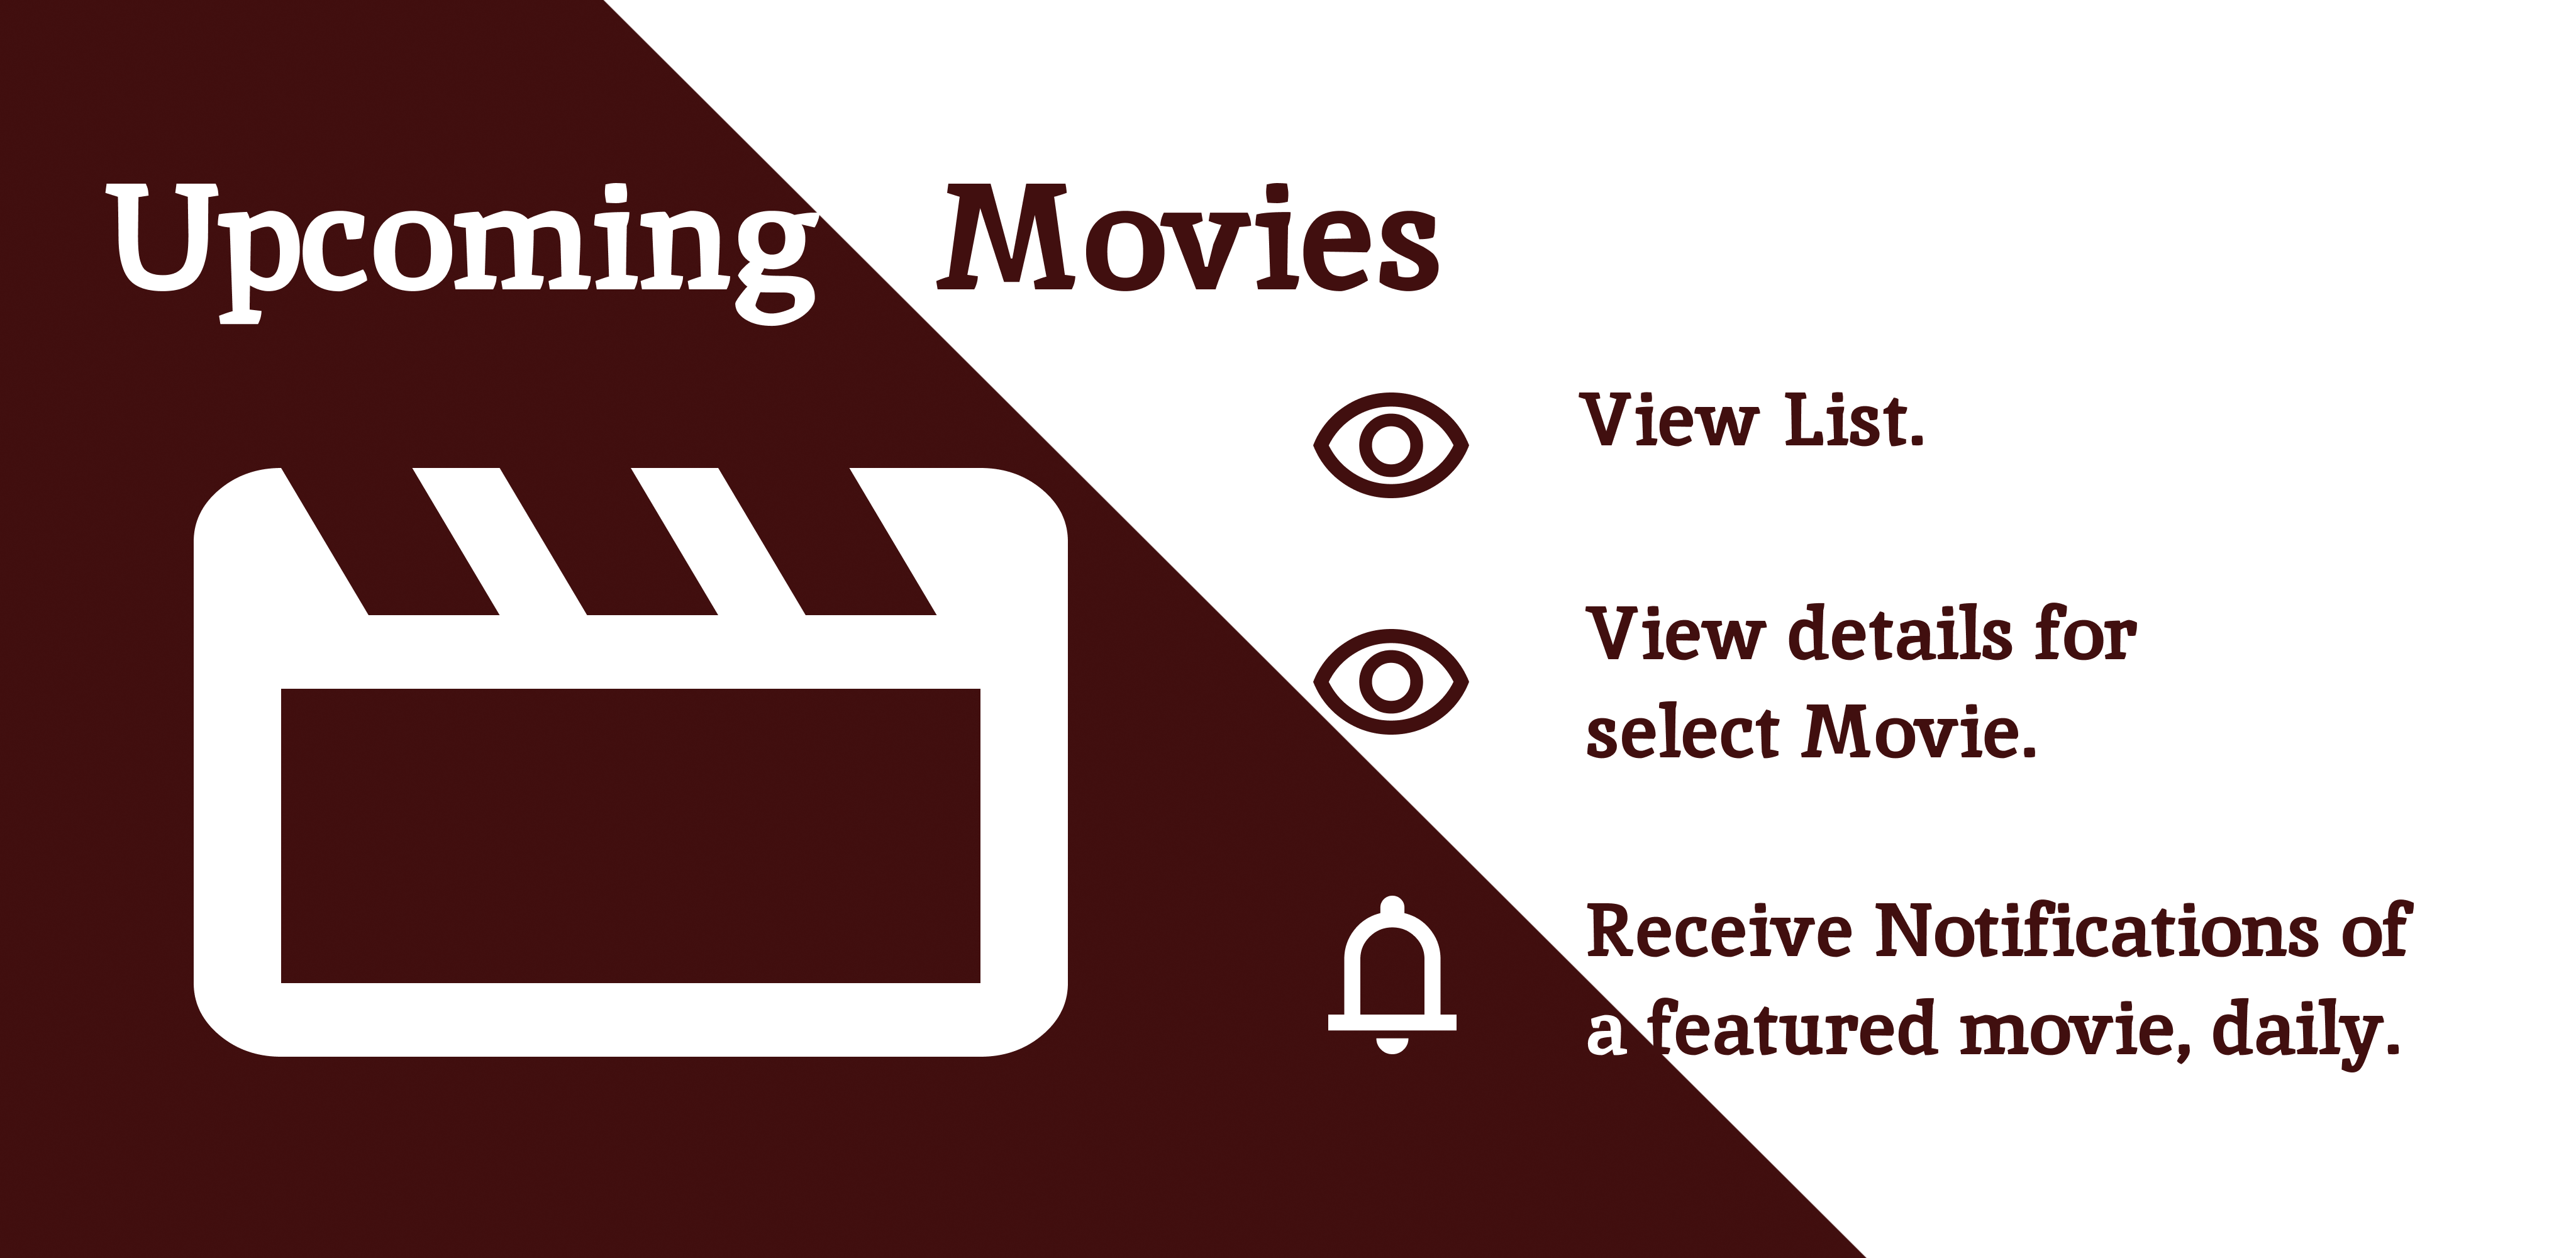 Upcoming Movies
View List.
View details for
select Movie.
Receive Notifications of
a featured movie, daily.